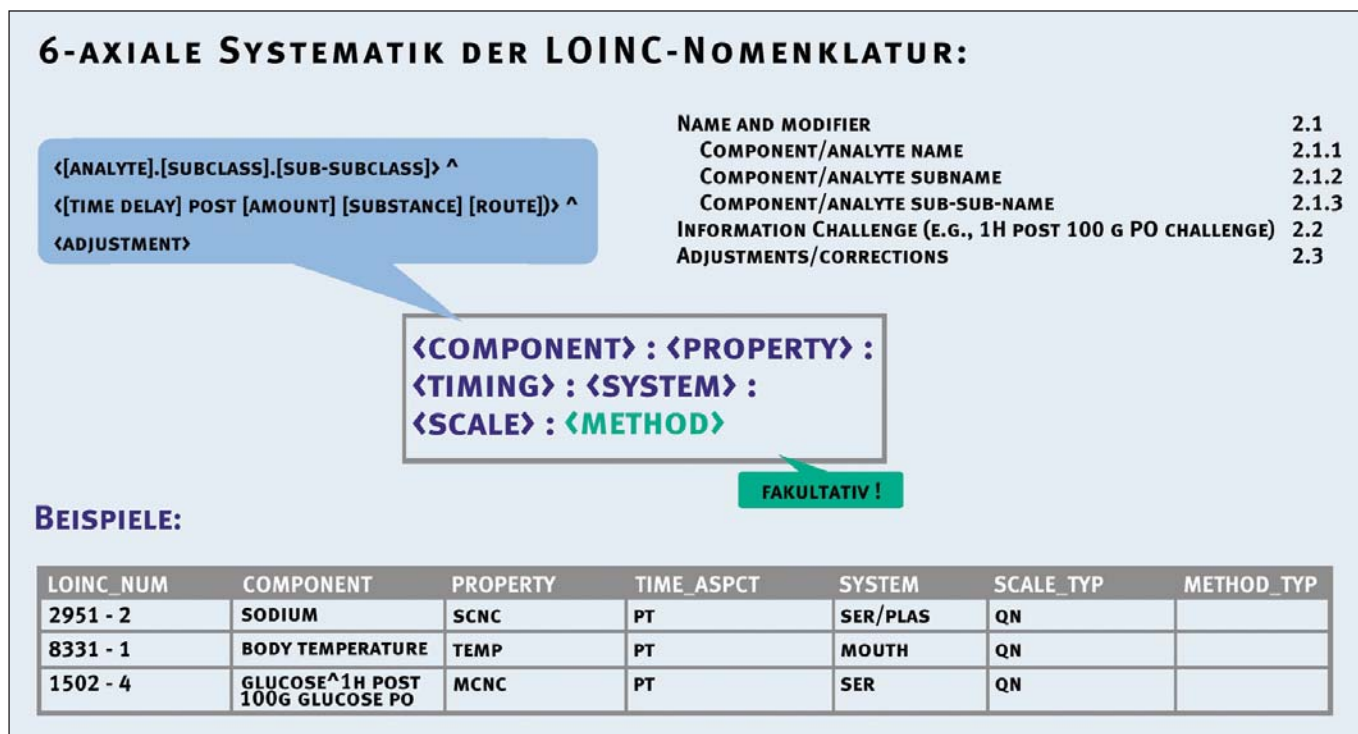 6-AXIALE SYSTEMATIK DER LOINC-NOMENKLATUR:
<[ANALYTE].[SUBCLASS].[SUB-SUBCLASS]> ^
<[TIME DELAY] POST [AMOUNT] [SUBSTANCE] [ROUTE])> ^
<ADJUSTMENT>
NAME AND MODIFIER 2.1
COMPONENT/ANALYTE NAME 2.1.1
COMPONENT/ANALYTE SUBNAME 2.1.2
COMPONENT/ANALYTE SUB-SUB-NAME 2.1.3
INFORMATION CHALLENGE (E.G., 1H POST 100 G PO CHALLENGE) 2.2
ADJUSTMENTS/CORRECTIONS 2.3
<COMPONENT> : <PROPERTY> :
<TIMING> : <SYSTEM> :
<SCALE> : <METHOD>
FAKULTATIV !
BEISPIELE:
LOINC_NUM COMPONENT PROPERTY TIME_ASPCT SYSTEM SCALE_TYP METHOD_TYP
2951 - 2 SODIUM SCNC PT SER/PLAS QN
8331 - 1 BODY TEMPERATURE TEMP PT MOUTH QN
1502 - 4 GLUCOSE^1H POST MCNC PT SER QN
100G GLUCOSE PO